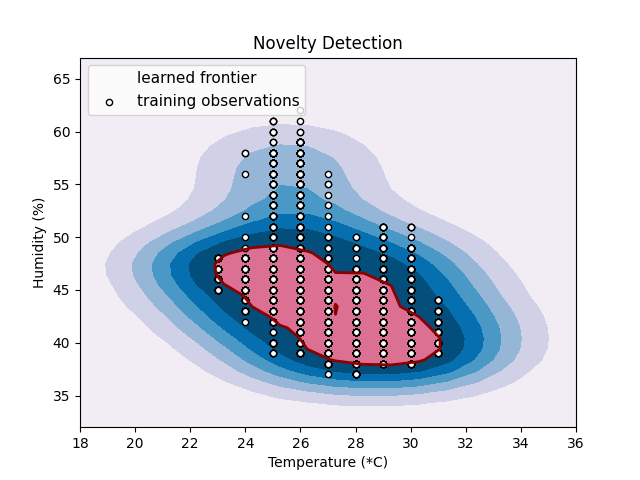 Novelty Detection
learned frontier
training observations
65
60
55
50
45
40
35
Humidity (%)
18 20 22 24 26 28 30 32 34 36
Temperature (*C)